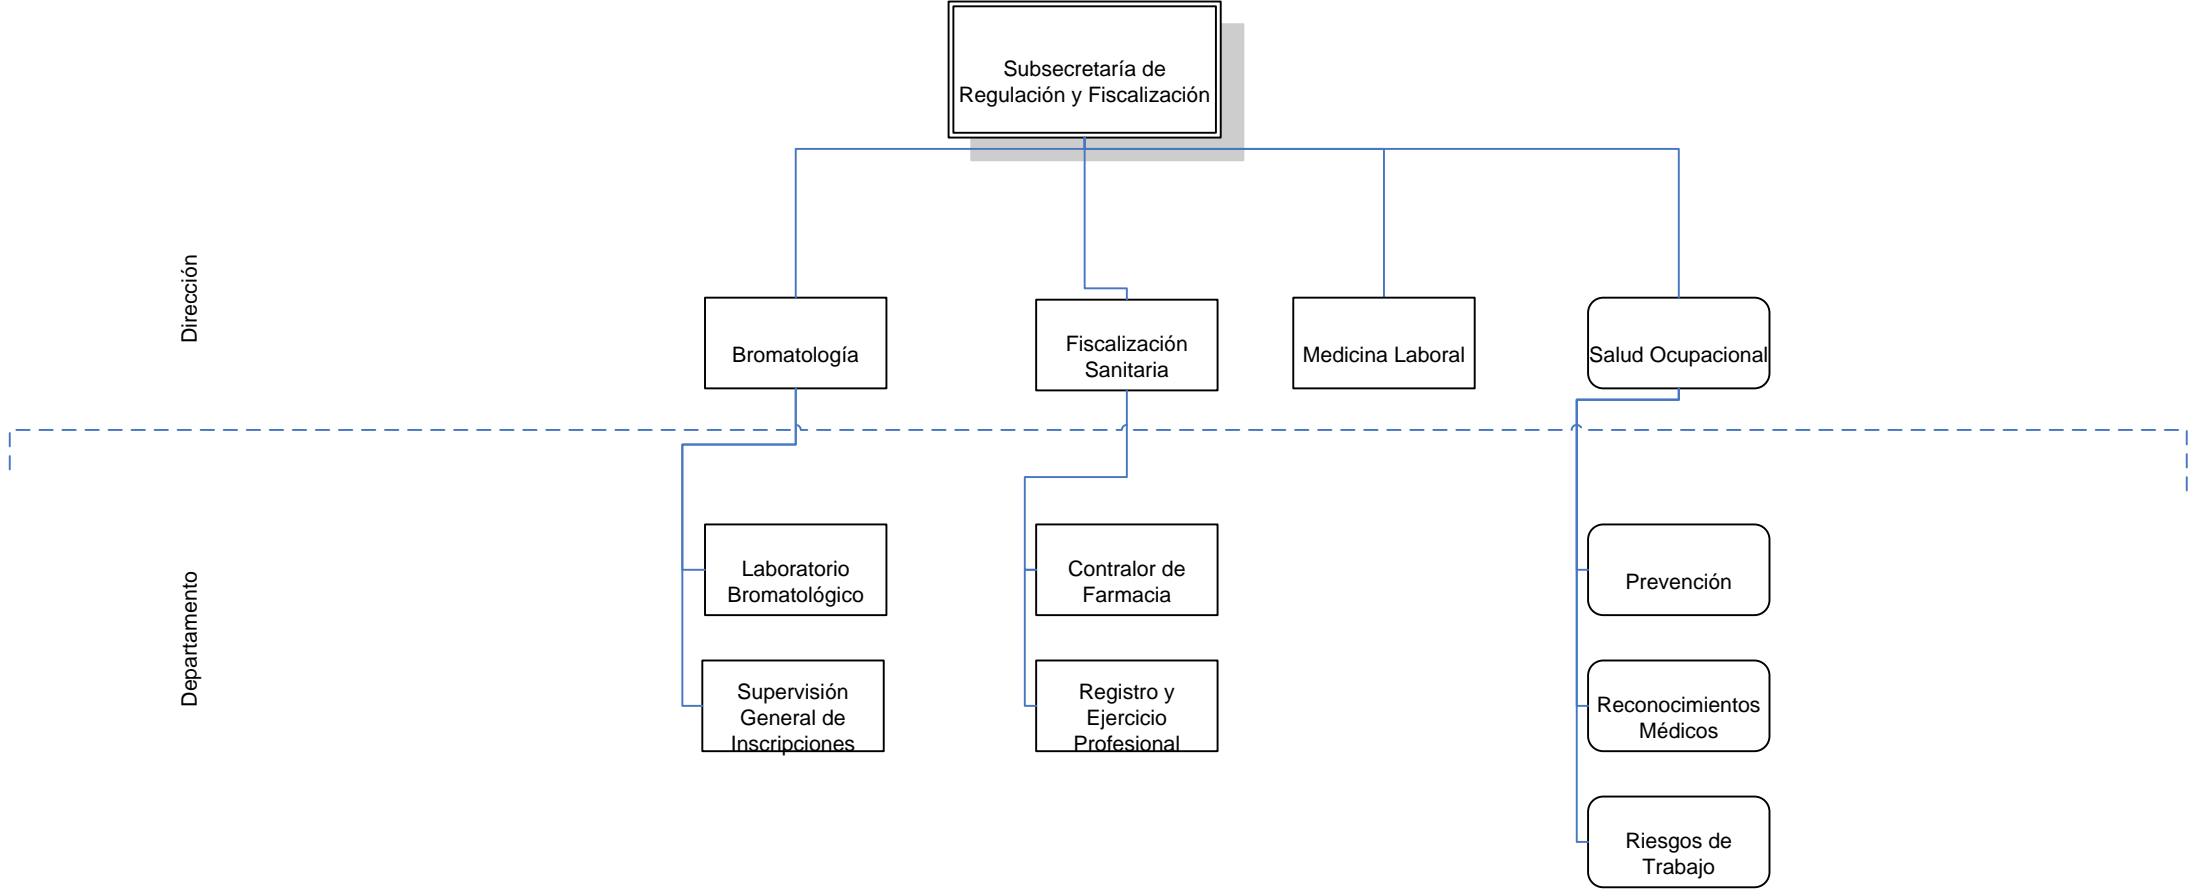 Subsecretaría de
Regulación y Fiscalización
Dirección
Bromatología
Fiscalización
Sanitaria
Medicina Laboral
Salud Ocupacional
Departamento
Laboratorio
Bromatológico
Contralor de
Farmacia
Prevención
Supervisión
General de
Inscripciones
Registro y
Ejercicio
Profesional
Reconocimientos
Médicos
Riesgos de
Trabajo